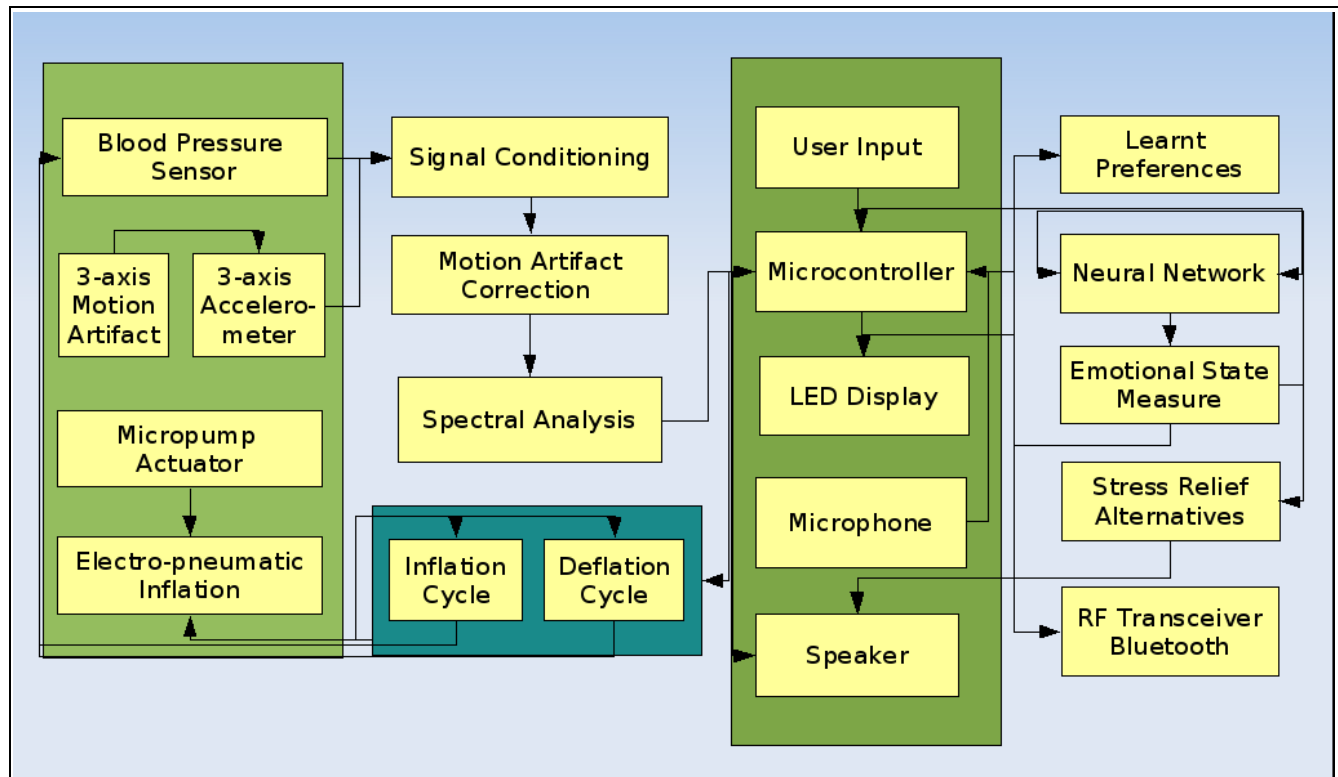 Blood Pressure
Sensor
3-axis
Motion
Artifact
3-axis
Accelero-
meter
Micropump
Actuator
Electro-pneumatic
Inflation
Signal Conditioning
Motion Artifact
Correction
Spectral Analysis
Inflation
Cycle
Deflation
Cycle
User Input
Microcontroller
LED Display
Microphone
Speaker
Learnt
Preferences
Neural Network
Emotional State
Measure
Stress Relief
Alternatives
RF Transceiver
Bluetooth